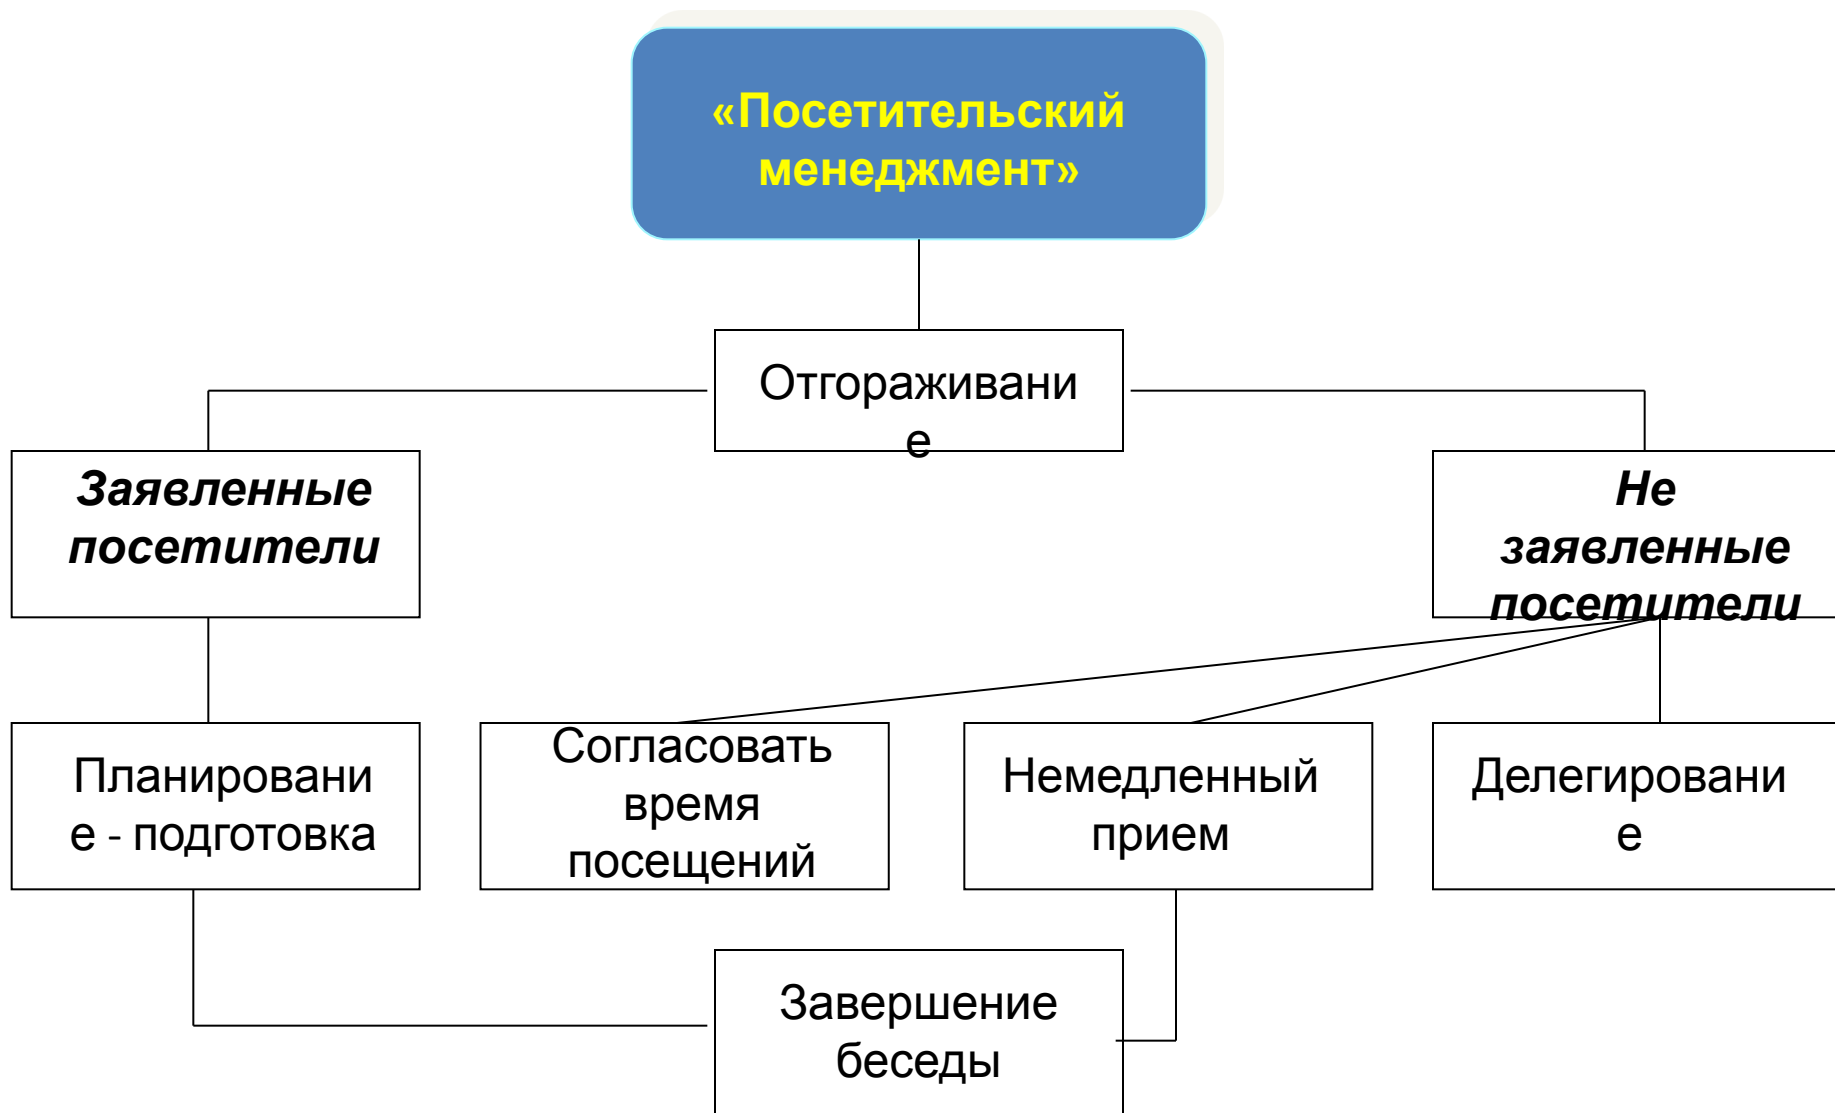 «Посетительский
менеджмент»
Отгораживани
е
Заявленные
посетители
Не
заявленные
посетители
Планировани
е - подготовка
Согласовать
время
посещений
Немедленный
прием
Делегировани
е
Завершение
беседы